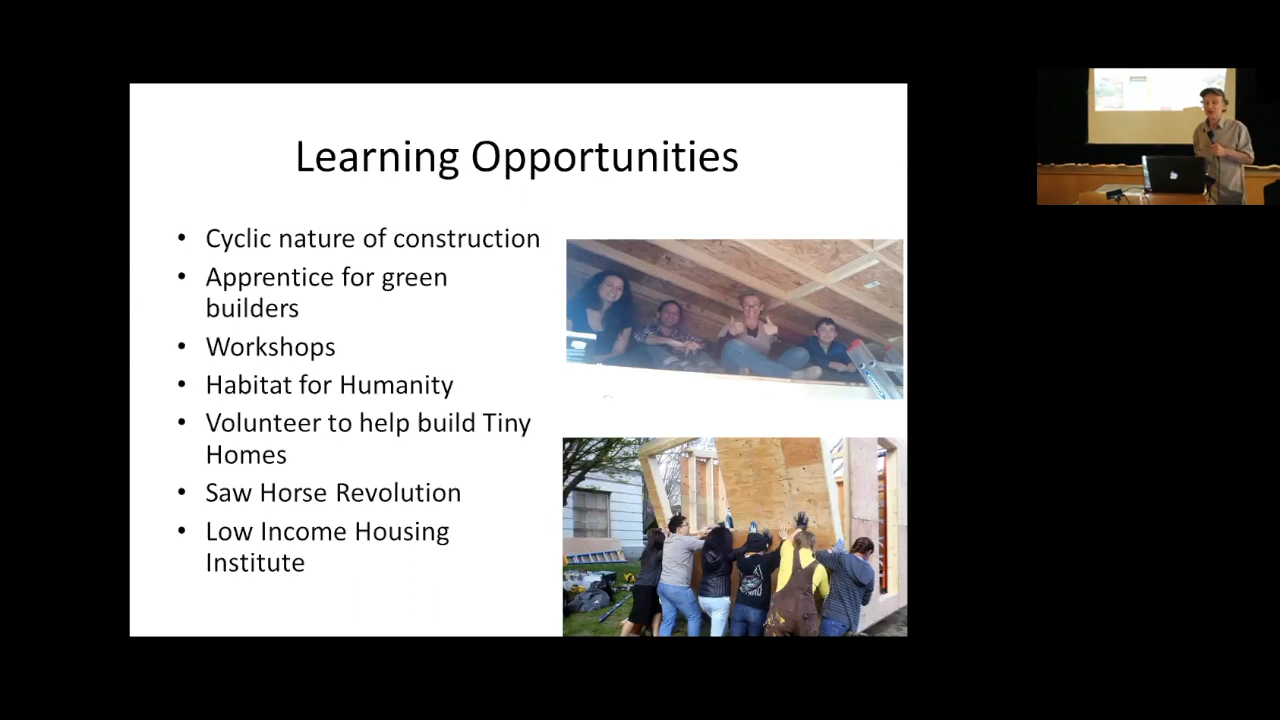 Learning Opportunities
• Cyclic nature of construction
• Apprentice for green
builders
• Workshops
• Habitat for Humanity
• Volunteer to help build Tiny
Homes
• Saw Horse Revolution
• Low Income Housing
Institute